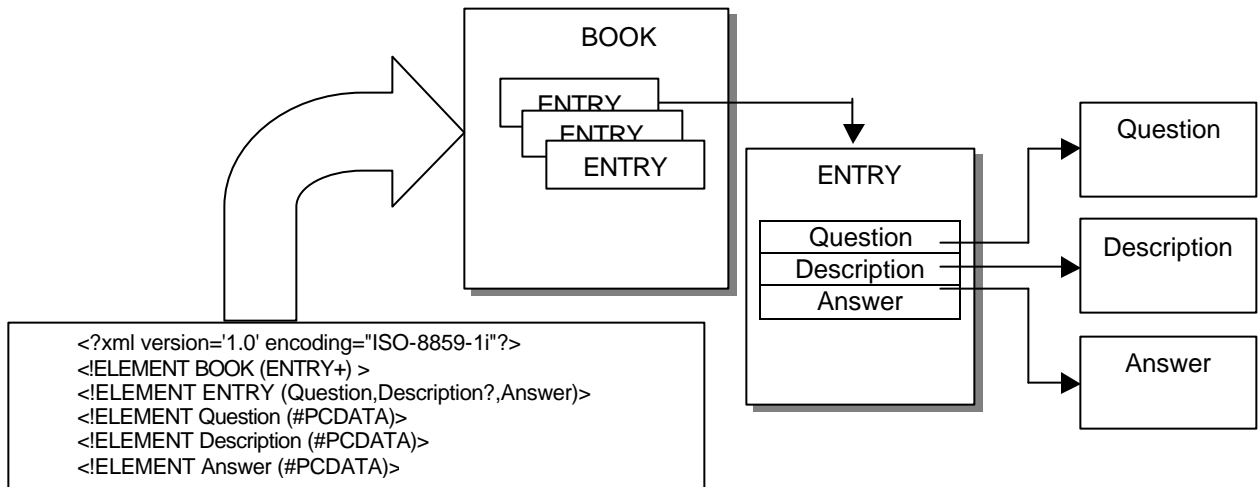 BOOK
ENTRY
ENTRY
ENTRY
ENTRY
Question
Description
Answer
Question
Description
Answer
<?xml version='1.0' encoding="ISO-8859-1i"?>
<!ELEMENT BOOK (ENTRY+) >
<!ELEMENT ENTRY (Question,Description?,Answer)>
<!ELEMENT Question (#PCDATA)>
<!ELEMENT Description (#PCDATA)>
<!ELEMENT Answer (#PCDATA)>